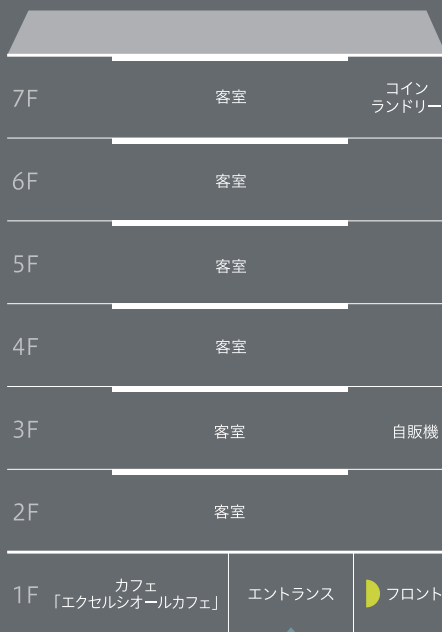 7F 客室 コイン
ランドリー
6F 客室
5F 客室
4F 客室
3F 客室 自販機
2F 客室
1F カフェ
「エクセルシオールカフェ」 エントランス フロント